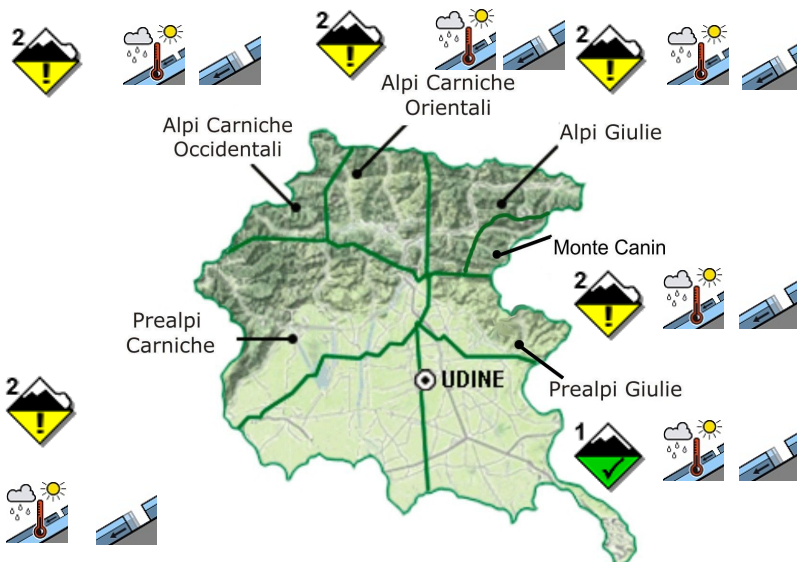 2
2
2
Alpi Carniche
Orientali
Alpi Carniche
Occidentali
Alpi Giulie
Monte Canin
2
Prealpi
Carniche
UDINE
Prealpi Giulie
2
1